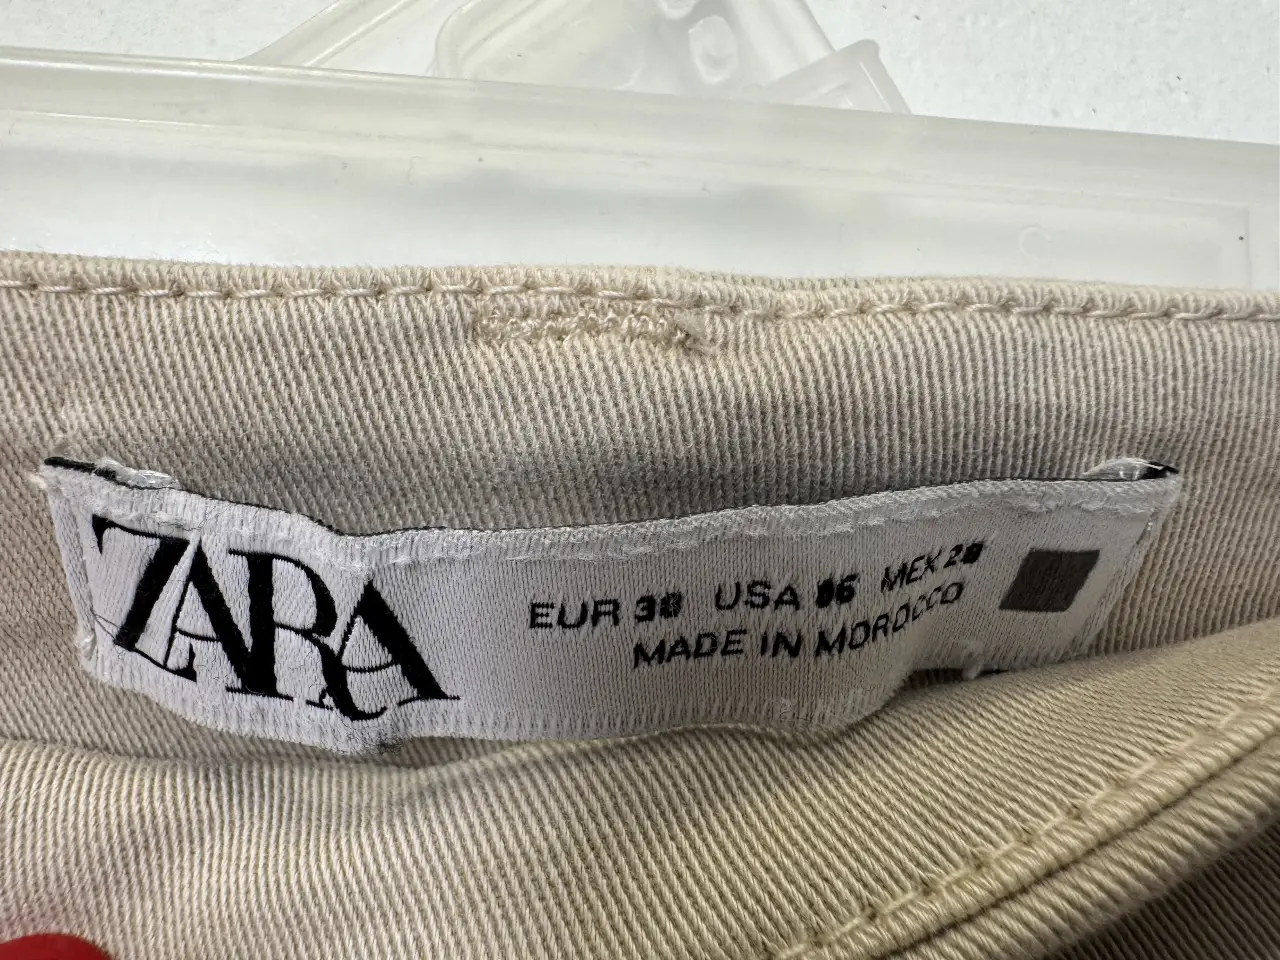 ZARA
EUR 38 USA 06 MEX 28
MADE IN MOROCCO